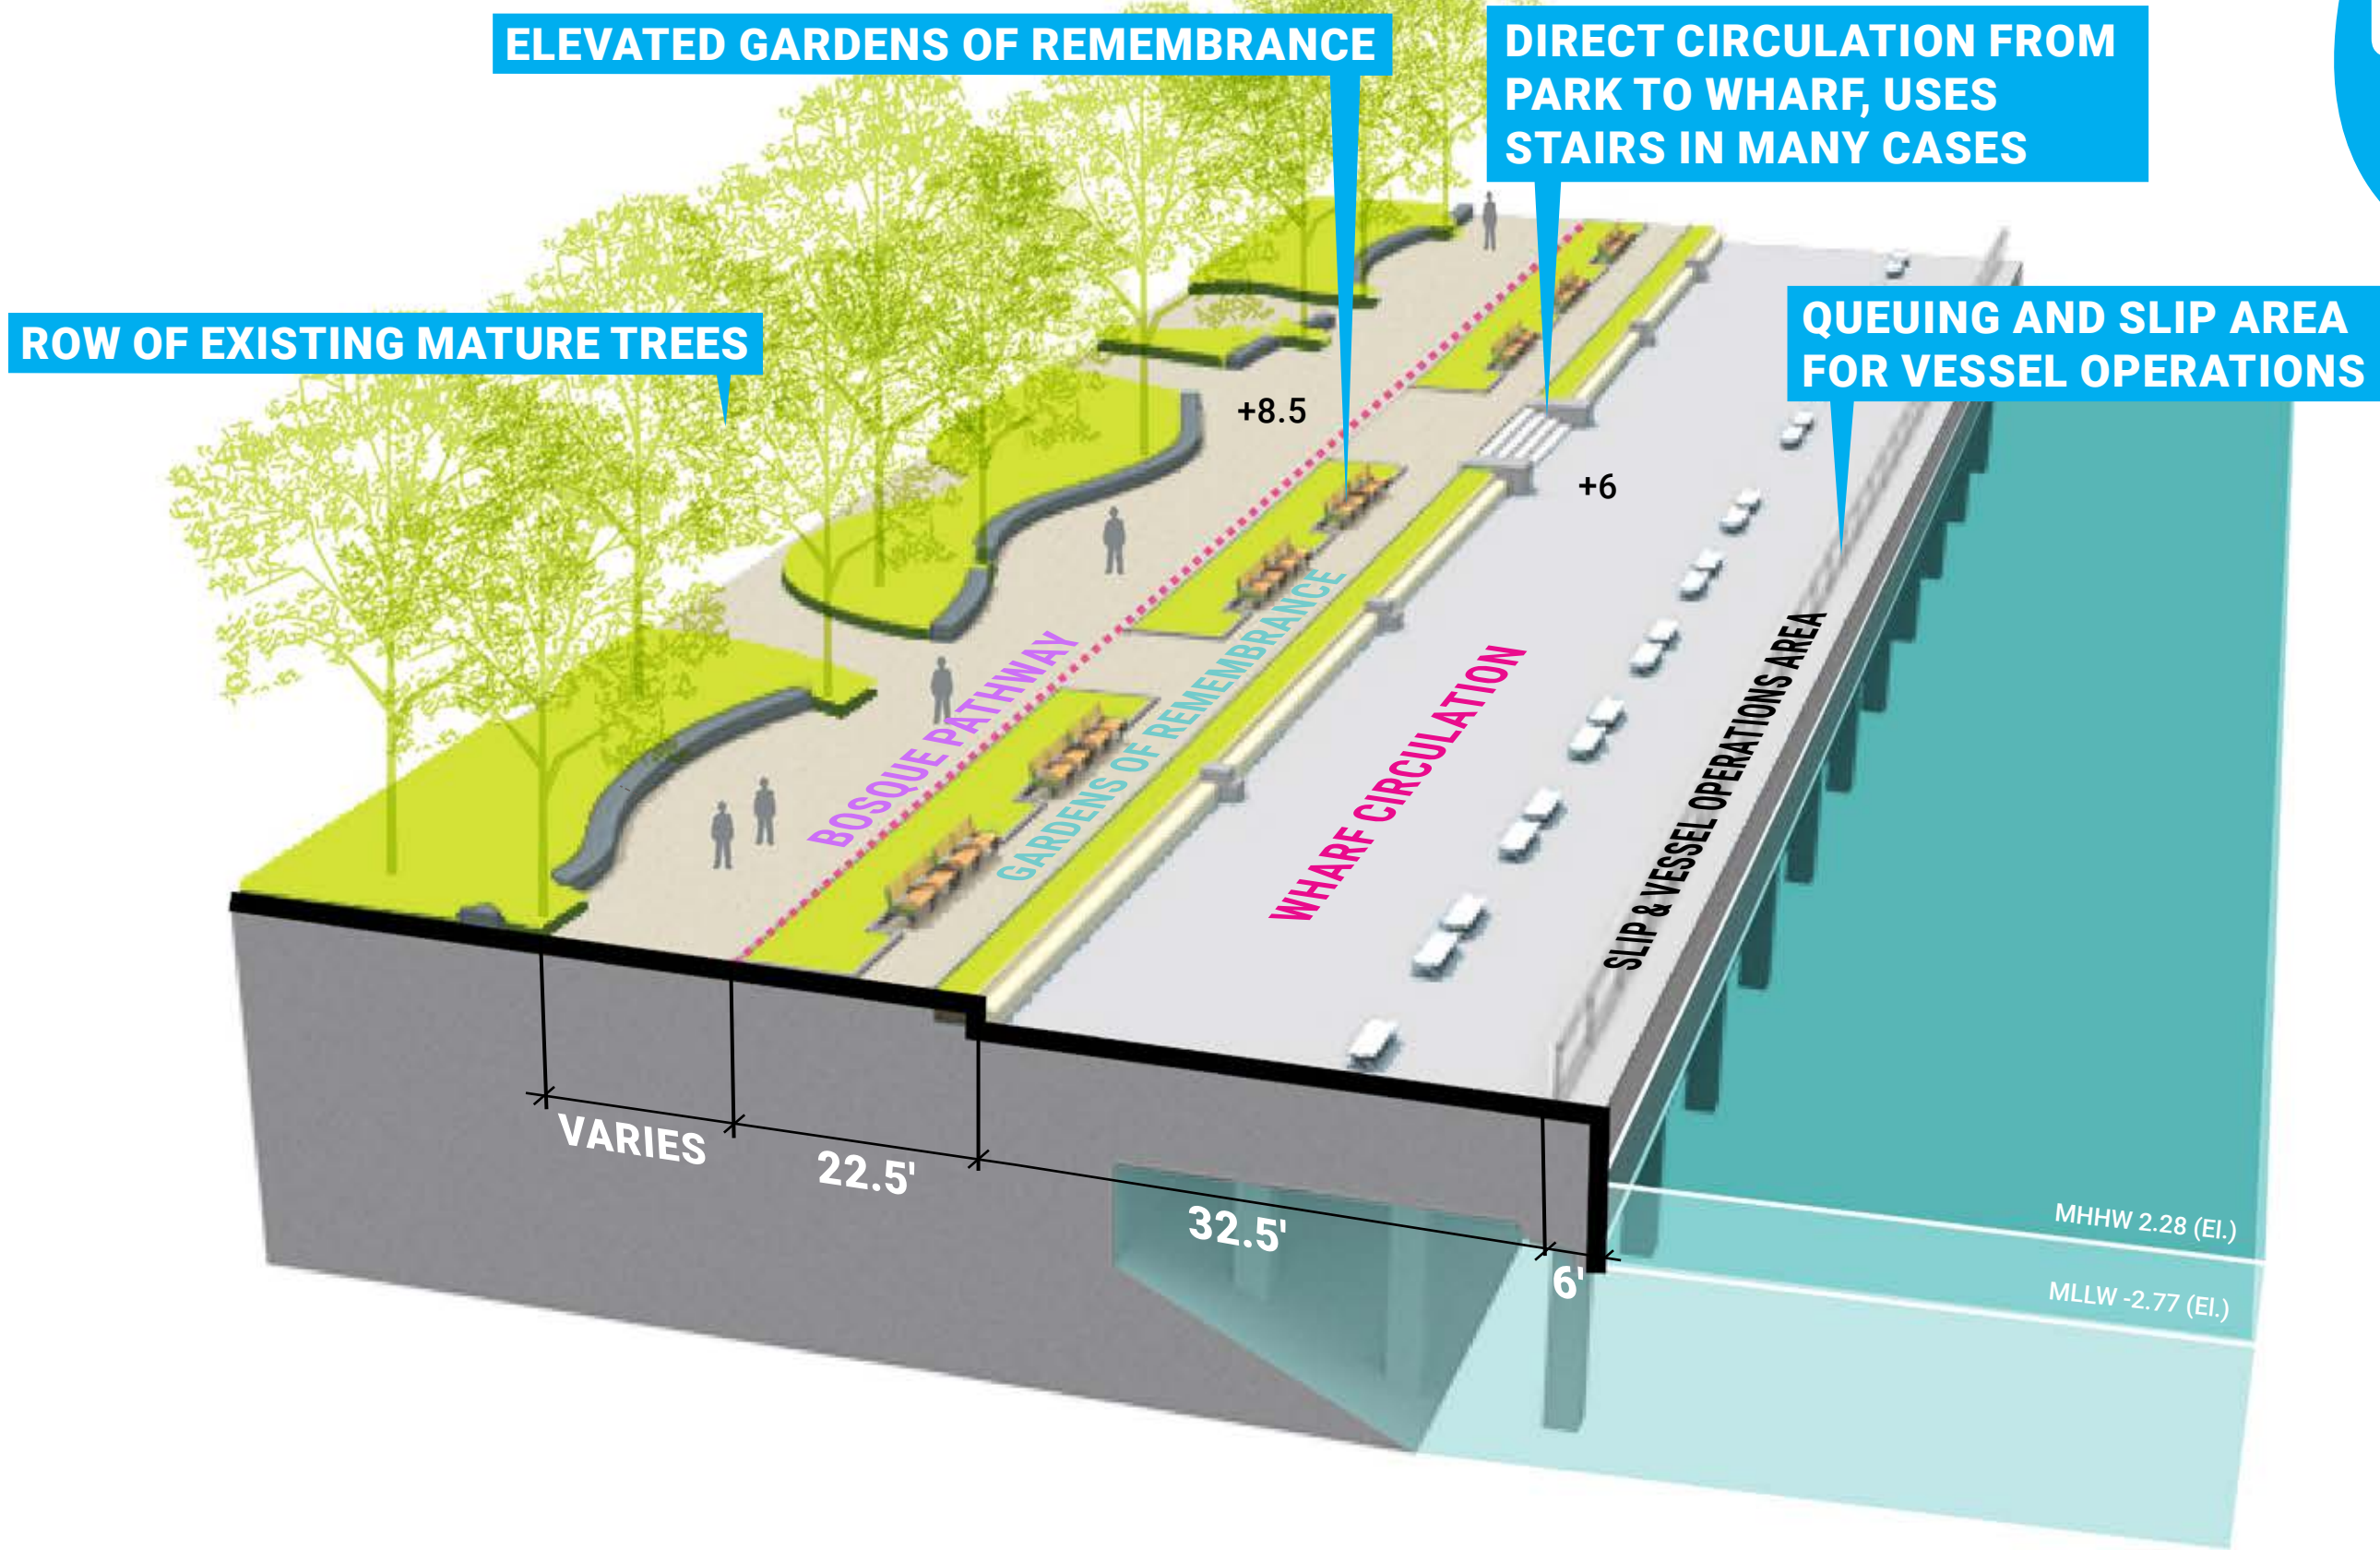 ELEVATED GARDENS OF REMEMBRANCE
DIRECT CIRCULATION FROM
PARK TO WHARF, USES
STAIRS IN MANY CASES
ROW OF EXISTING MATURE TREES
QUEUING AND SLIP AREA
FOR VESSEL OPERATIONS
+8.5
+6
BOSQUE PATHWAY
GARDENS OF REMEMBRANCE
WHARF CIRCULATION
SLIP & VESSEL OPERATIONS AREA
VARIES
22.5'
32.5'
6'
MHHW 2.28 (El.)
MLLW -2.77 (El.)